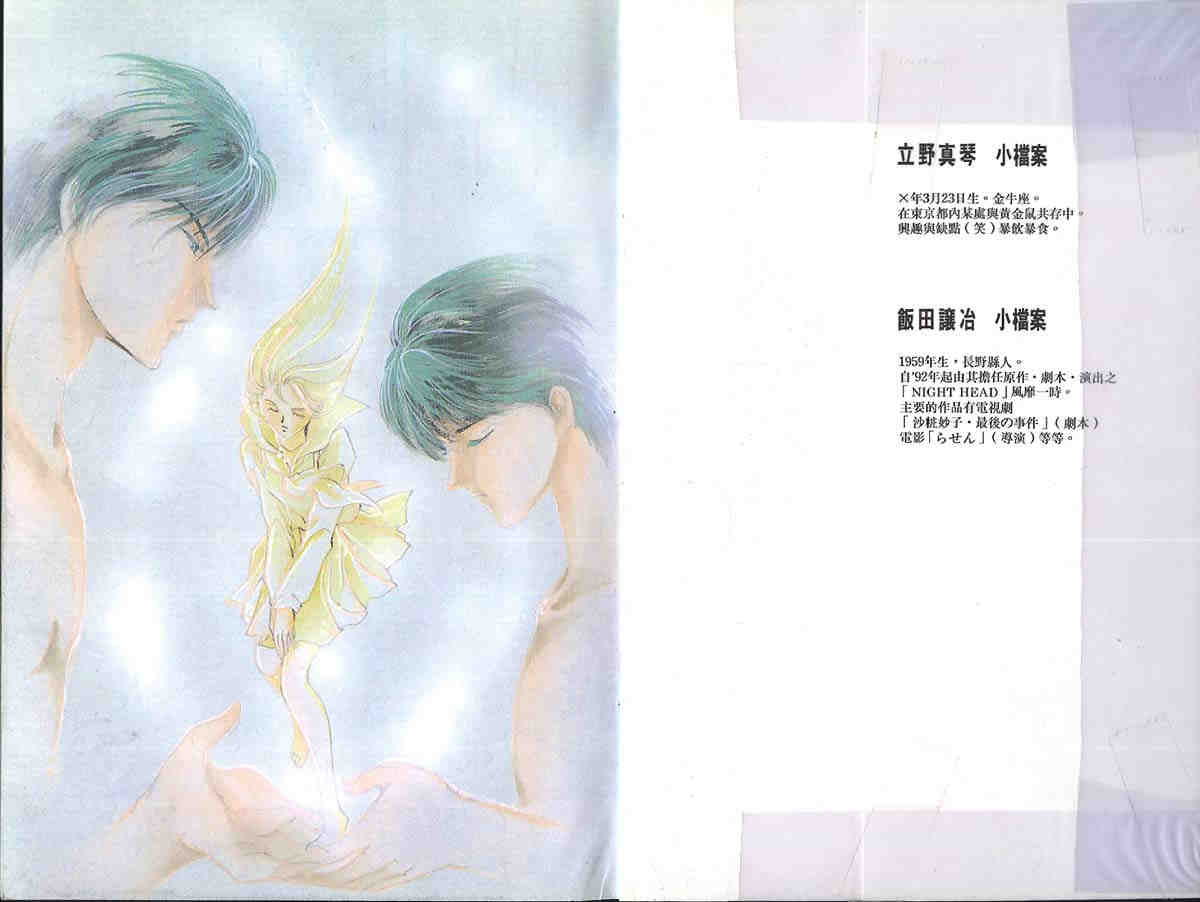 立野真琴 小檔案
×年3月23日生。金牛座。
在東京都內某處與黃金鼠共存中。
興趣與缺點(笑)暴飲暴食。
飯田讓冶 小檔案
1959年生,長野縣人。
自'92年起由其擔任原作・劇本・演出之
「NIGHT HEAD」風靡一時。
主要的作品有電視劇
「沙粧妙子・最後の事件」(劇本)
電影「らせん」(導演)等等。